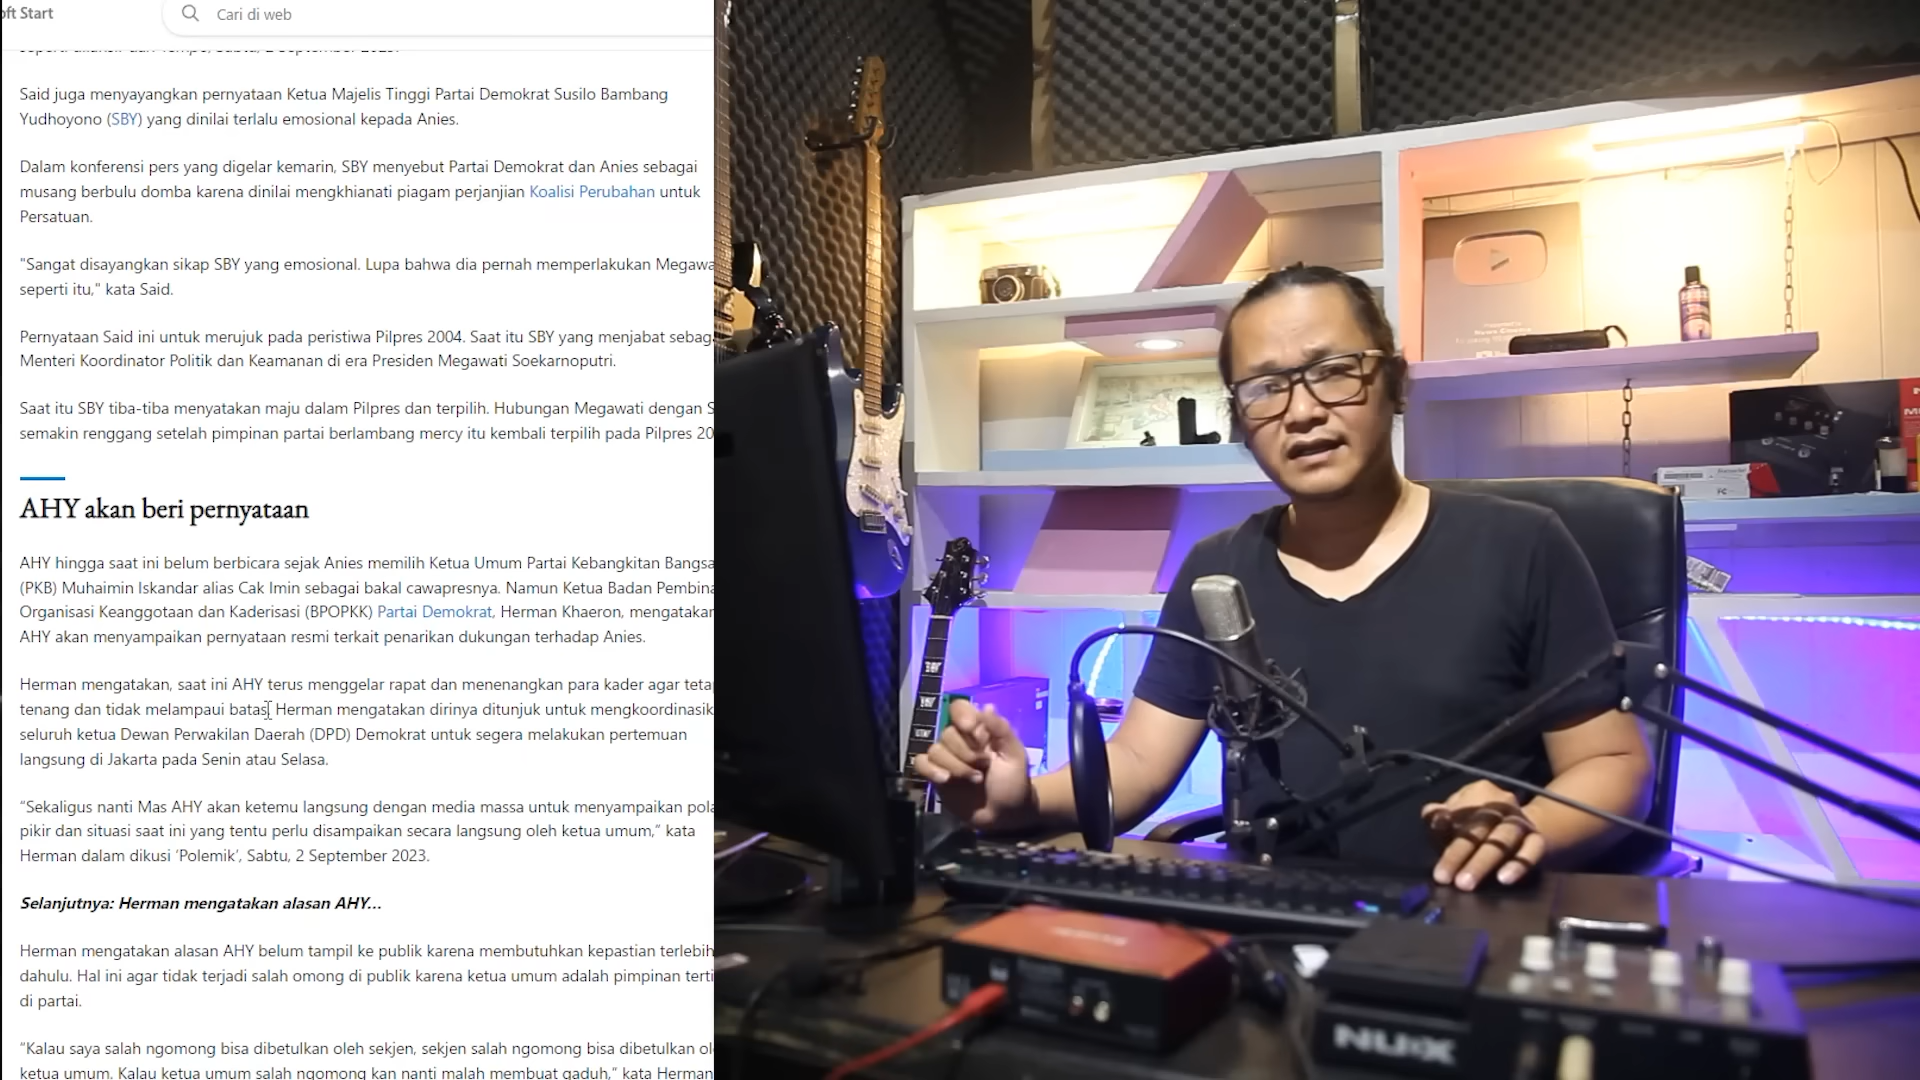 oft Start
Cari di web
Said juga menyayangkan pernyataan Ketua Majelis Tinggi Partai Demokrat Susilo Bambang
Yudhoyono (SBY) yang dinilai terlalu emosional kepada Anies.
Dalam konferensi pers yang digelar kemarin, SBY menyebut Partai Demokrat dan Anies sebagai
musang berbulu domba karena dinilai mengkhianati piagam perjanjian Koalisi Perubahan untuk
Persatuan.
"Sangat disayangkan sikap SBY yang emosional. Lupa bahwa dia pernah memperlakukan Megawa
seperti itu," kata Said.
Pernyataan Said ini untuk merujuk pada peristiwa Pilpres 2004. Saat itu SBY yang menjabat sebag
Menteri Koordinator Politik dan Keamanan di era Presiden Megawati Soekarnoputri.
Saat itu SBY tiba-tiba menyatakan maju dalam Pilpres dan terpilih. Hubungan Megawati dengan S
semakin renggang setelah pimpinan partai berlambang mercy itu kembali terpilih pada Pilpres 20
AHY akan beri pernyataan
AHY hingga saat ini belum berbicara sejak Anies memilih Ketua Umum Partai Kebangkitan Bangsa
(PKB) Muhaimin Iskandar alias Cak Imin sebagai bakal cawapresnya. Namun Ketua Badan Pembina
Organisasi Keanggotaan dan Kaderisasi (BPOPKK) Partai Demokrat, Herman Khaeron, mengatakan
AHY akan menyampaikan pernyataan resmi terkait penarikan dukungan terhadap Anies.
Herman mengatakan, saat ini AHY terus menggelar rapat dan menenangkan para kader agar teta
tenang dan tidak melampaui batas. Herman mengatakan dirinya ditunjuk untuk mengkoordinasik
seluruh ketua Dewan Perwakilan Daerah (DPD) Demokrat untuk segera melakukan pertemuan
langsung di Jakarta pada Senin atau Selasa.
“Sekaligus nanti Mas AHY akan ketemu langsung dengan media massa untuk menyampaikan pola
pikir dan situasi saat ini yang tentu perlu disampaikan secara langsung oleh ketua umum,” kata
Herman dalam dikusi ‘Polemik’, Sabtu, 2 September 2023.
Selanjutnya: Herman mengatakan alasan AHY...
Herman mengatakan alasan AHY belum tampil ke publik karena membutuhkan kepastian terlebih
dahulu. Hal ini agar tidak terjadi salah omong di publik karena ketua umum adalah pimpinan terti
di partai.
“Kalau saya salah ngomong bisa dibetulkan oleh sekjen, sekjen salah ngomong bisa dibetulkan ol
ketua umum. Kalau ketua umum salah ngomong kan nanti malah membuat gaduh,” kata Herman
NUX